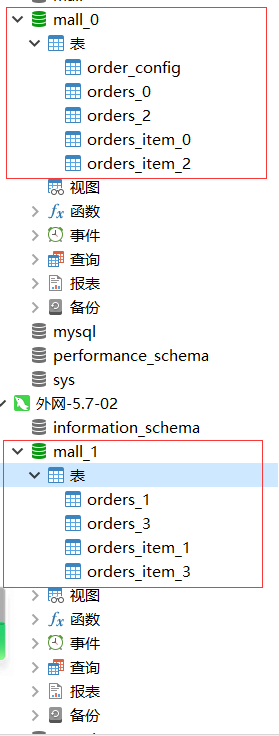 mall_0
表
order_config
orders_0
orders_2
orders_item_0
orders_item_2
视图
fx 函数
事件
查询
报表
备份
mysql
performance_schema
sys
外网-5.7-02
information_schema
mall_1
表
orders_1
orders_3
orders_item_1
orders_item_3
视图
fx 函数
事件
查询
报表
备份